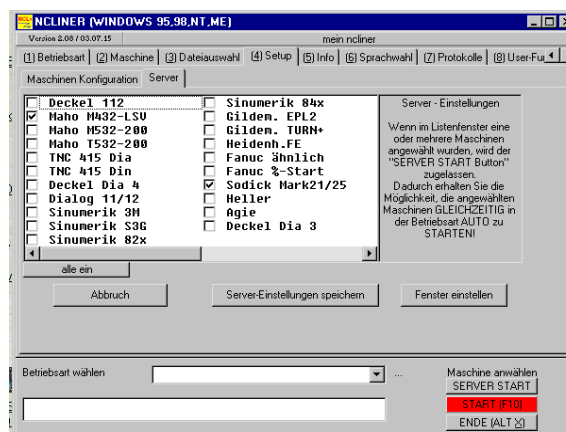 NCLINER (WINDOWS 95,98,NT,ME)
Version 2.08 / 03.07.15 mein ncliner
(1) Betriebsart (2) Maschine (3) Dateiauswahl (4) Setup (5) Info (6) Sprachwahl (7) Protokolle (8) User-Fu
Maschinen Konfiguration Server
Deckel 112
Maho M432-LSV
Maho M532-200
Maho T532-200
TNC 415 Dia
TNC 415 Din
Deckel Dia 4
Dialog 11/12
Sinumerik 3M
Sinumerik S3G
Sinumerik 82x
Sinumerik 84x
Gildem. EPL2
Gildem. TURN+
Heidenh.FE
Fanuc ähnlich
Fanuc %-Start
Sodick Mark21/25
Heller
Agie
Deckel Dia 3
Server - Einstellungen
Wenn im Listenfenster eine
oder mehrere Maschinen
angewählt wurden, wird der
"SERVER START Button"
zugelassen.
Dadurch erhalten Sie die
Möglichkeit, die angewählten
Maschinen GLEICHZEITIG in
der Betriebsart AUTO zu
STARTEN!
alle ein
Abbruch Server-Einstellungen speichern Fenster einstellen
Betriebsart wählen ... Maschine anwählen
SERVER START
START (F10)
ENDE (ALT X)